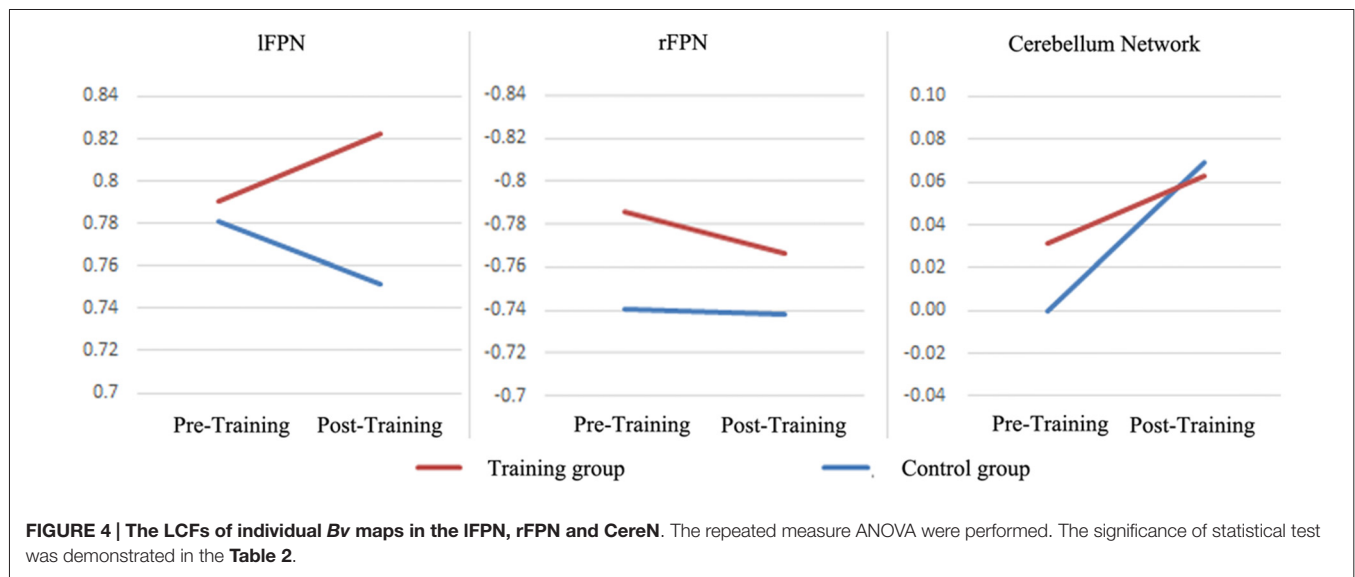 lFPN
0.84
0.82
0.8
0.78
0.76
0.74
0.72
0.7
Pre-Training Post-Training
rFPN
-0.84
-0.82
-0.8
-0.78
-0.76
-0.74
-0.72
-0.7
Pre-Training Post-Training
Cerebellum Network
0.10
0.08
0.06
0.04
0.02
0.00
-0.02
-0.04
Pre-Training Post-Training
Training group Control group
FIGURE 4 | The LCFs of individual Bv maps in the lFPN, rFPN and CereN. The repeated measure ANOVA were performed. The significance of statistical test
was demonstrated in the Table 2.